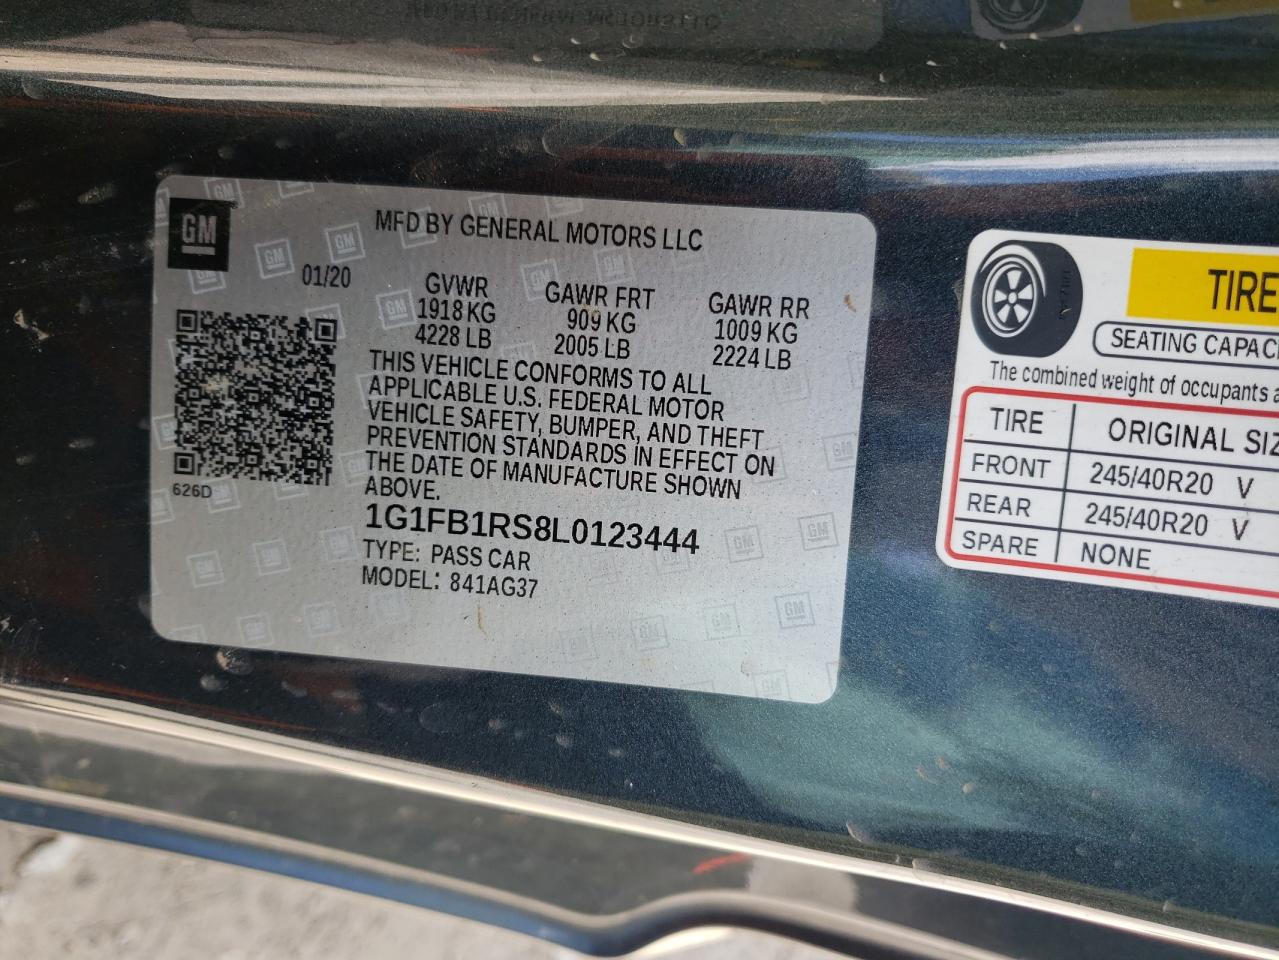 GM
MFD BY GENERAL MOTORS LLC
01/20
GVWR GAWR FRT GAWR RR
1918 KG 909 KG 1009 KG
4228 LB 2005 LB 2224 LB
THIS VEHICLE CONFORMS TO ALL
APPLICABLE U.S. FEDERAL MOTOR
VEHICLE SAFETY, BUMPER, AND THEFT
PREVENTION STANDARDS IN EFFECT ON
THE DATE OF MANUFACTURE SHOWN
ABOVE.
626D
1G1FB1RS8L0123444
TYPE: PASS CAR
MODEL: 841AG37
TIRE
SEATING CAPAC
The combined weight of occupants a
TIRE ORIGINAL SIZ
FRONT 245/40R20 V
REAR 245/40R20 V
SPARE NONE